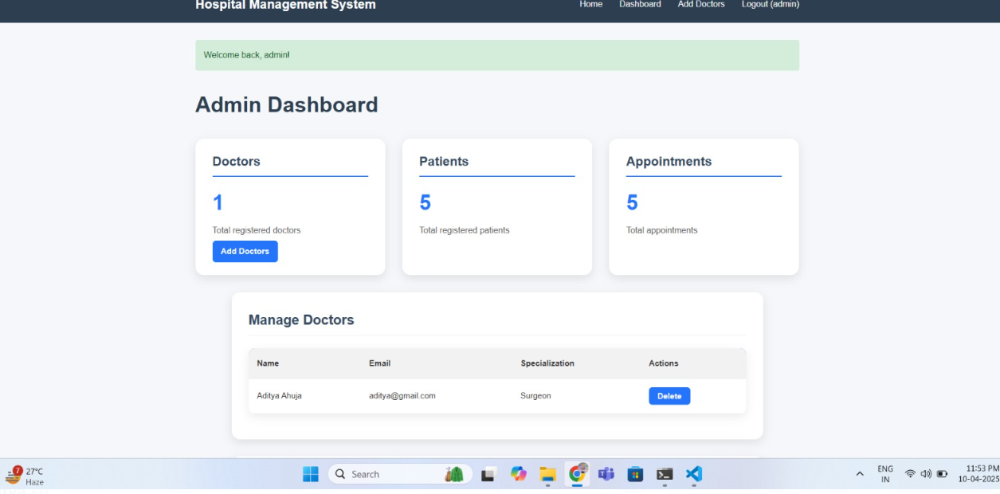 Hospital Management System
Home Dashboard Add Doctors Logout (admin)
Welcome back, admin!
Admin Dashboard
Doctors
1
Total registered doctors
Add Doctors
Patients
5
Total registered patients
Appointments
5
Total appointments
Manage Doctors
Name Email Specialization Actions
Aditya Ahuja aditya@gmail.com Surgeon Delete
7
27°C
Haze
Search
ENG
IN
11:53 PM
10-04-2025